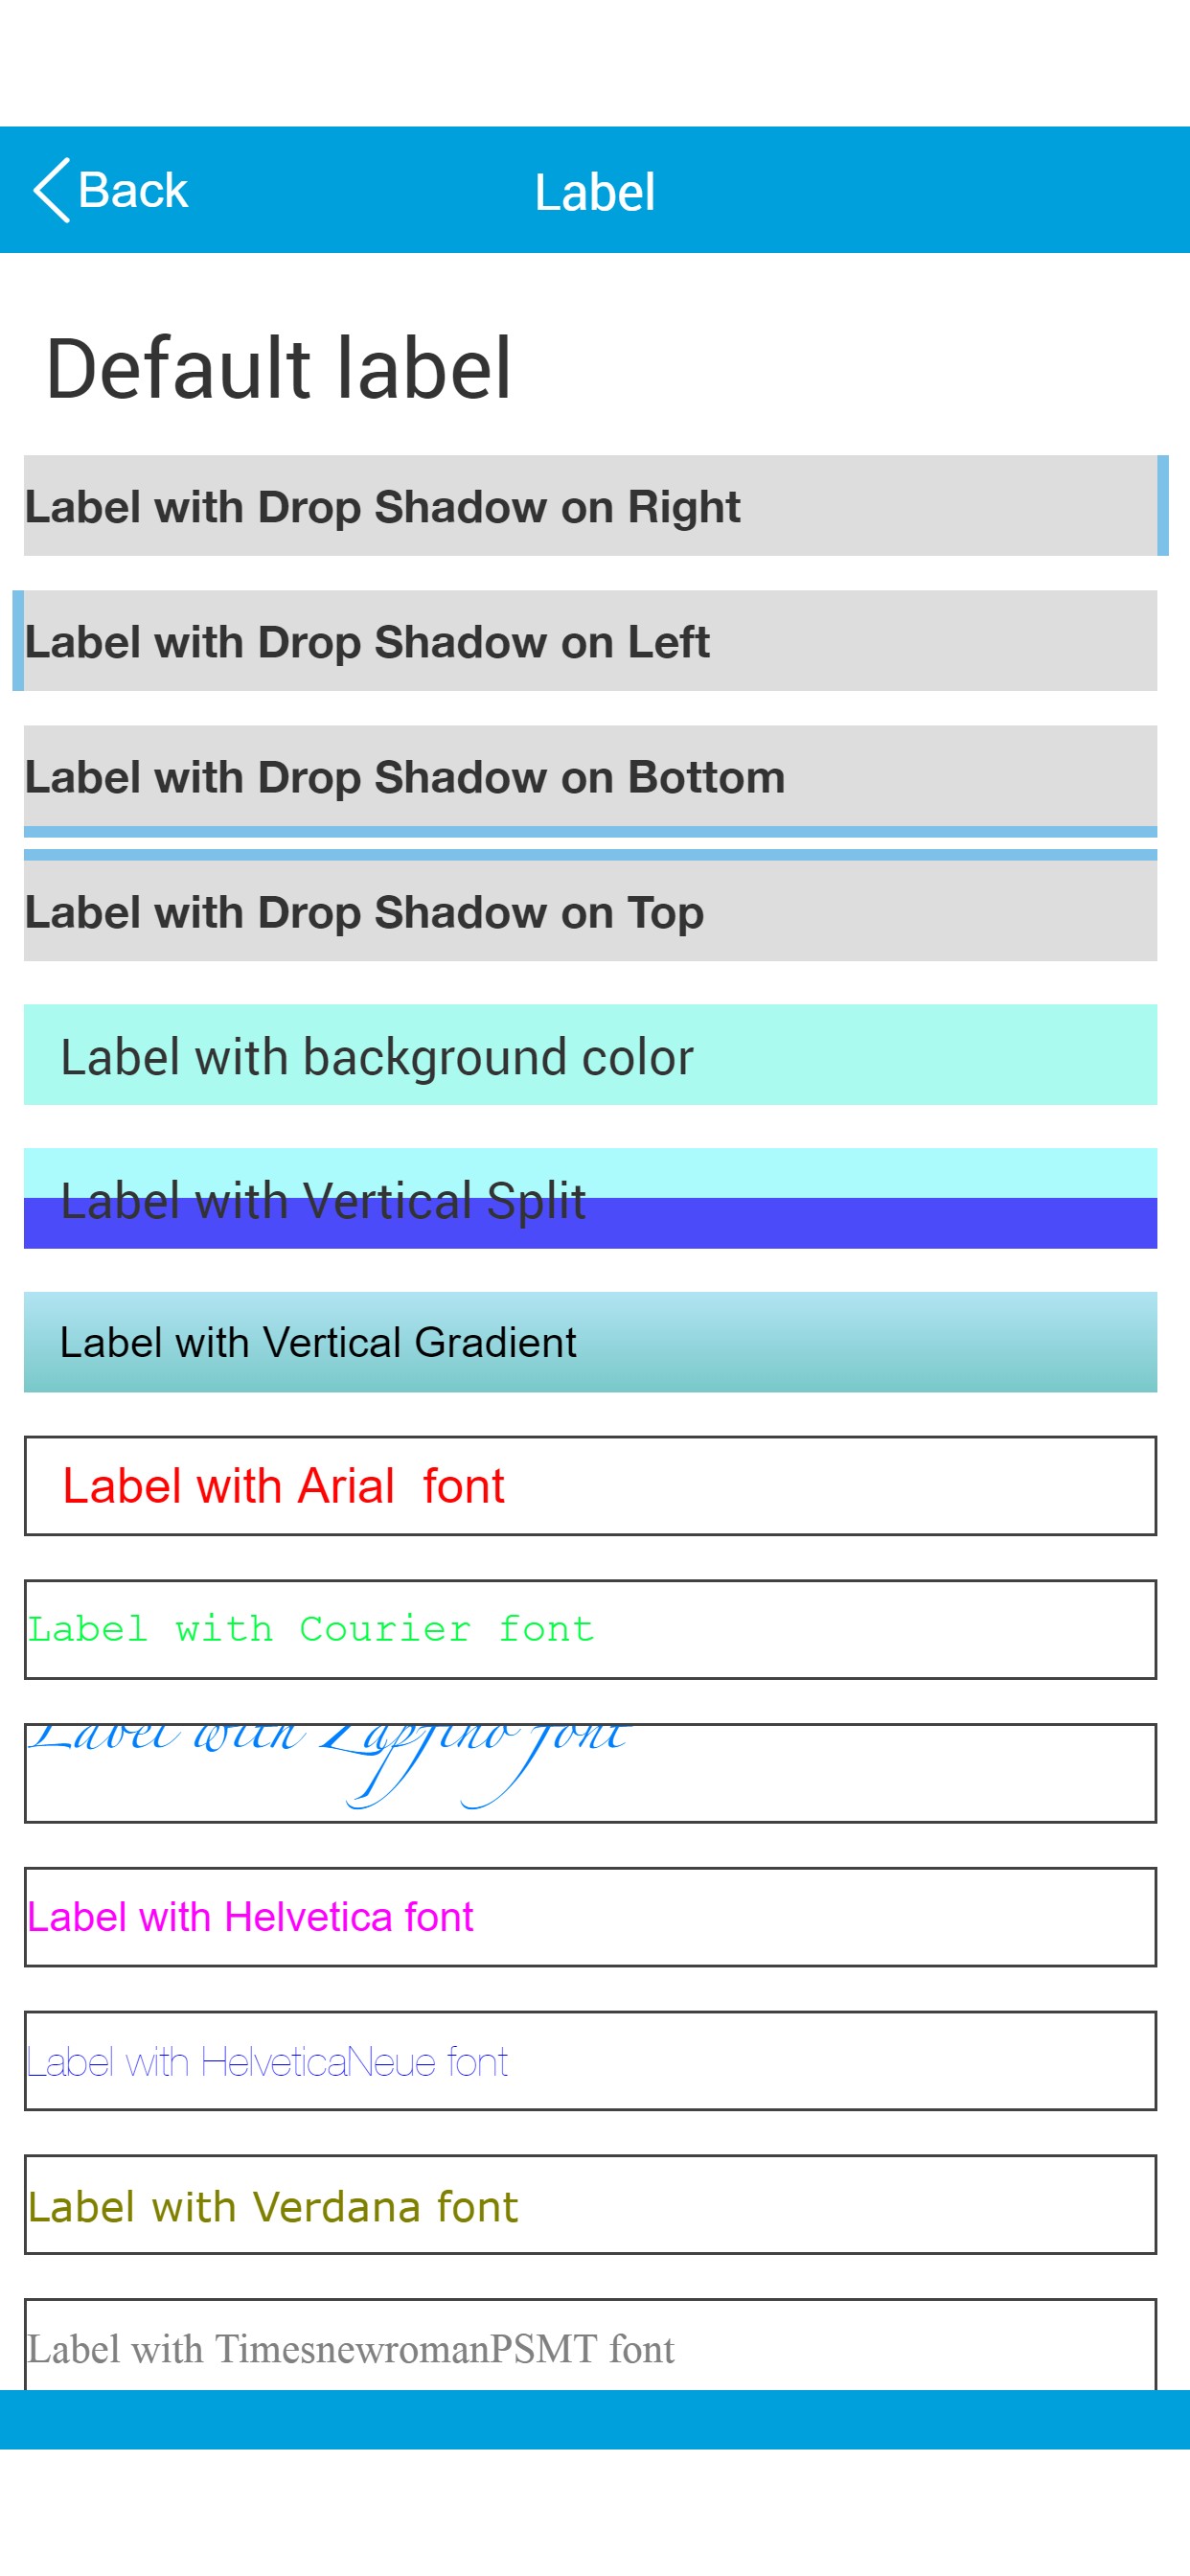 Back
Label
Default label
Label with Drop Shadow on Right
Label with Drop Shadow on Left
Label with Drop Shadow on Bottom
Label with Drop Shadow on Top
Label with background color
Label with Vertical Split
Label with Vertical Gradient
Label with Arial  font
Label with Courier font
Label with Zapfino font
Label with Helvetica font
Label with HelveticaNeue font
Label with Verdana font
Label with TimesnewromanPSMT font